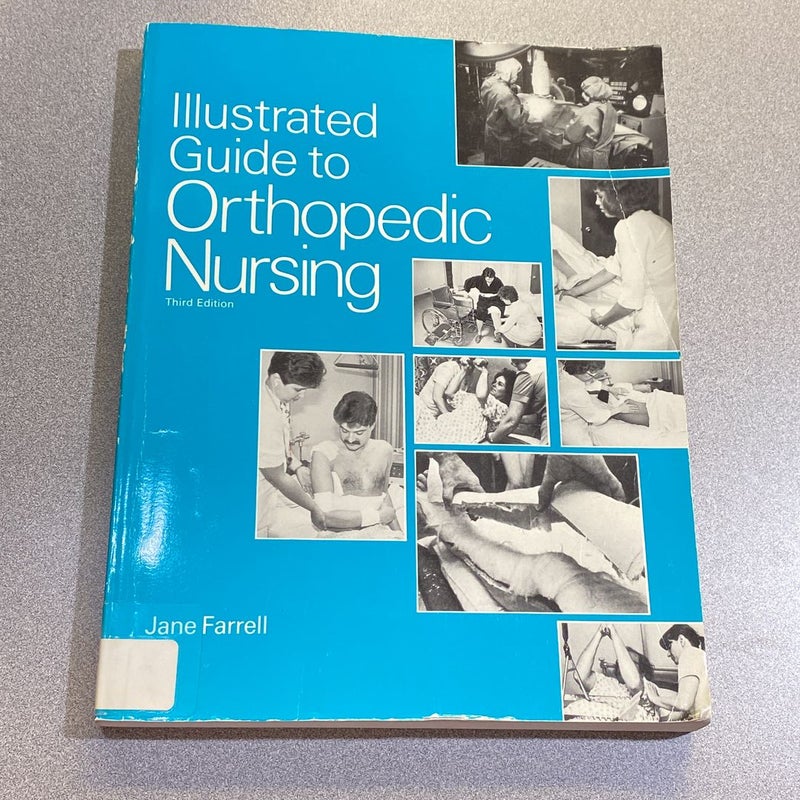 Illustrated
Guide to
Orthopedic
Nursing
Third Edition
Jane Farrell